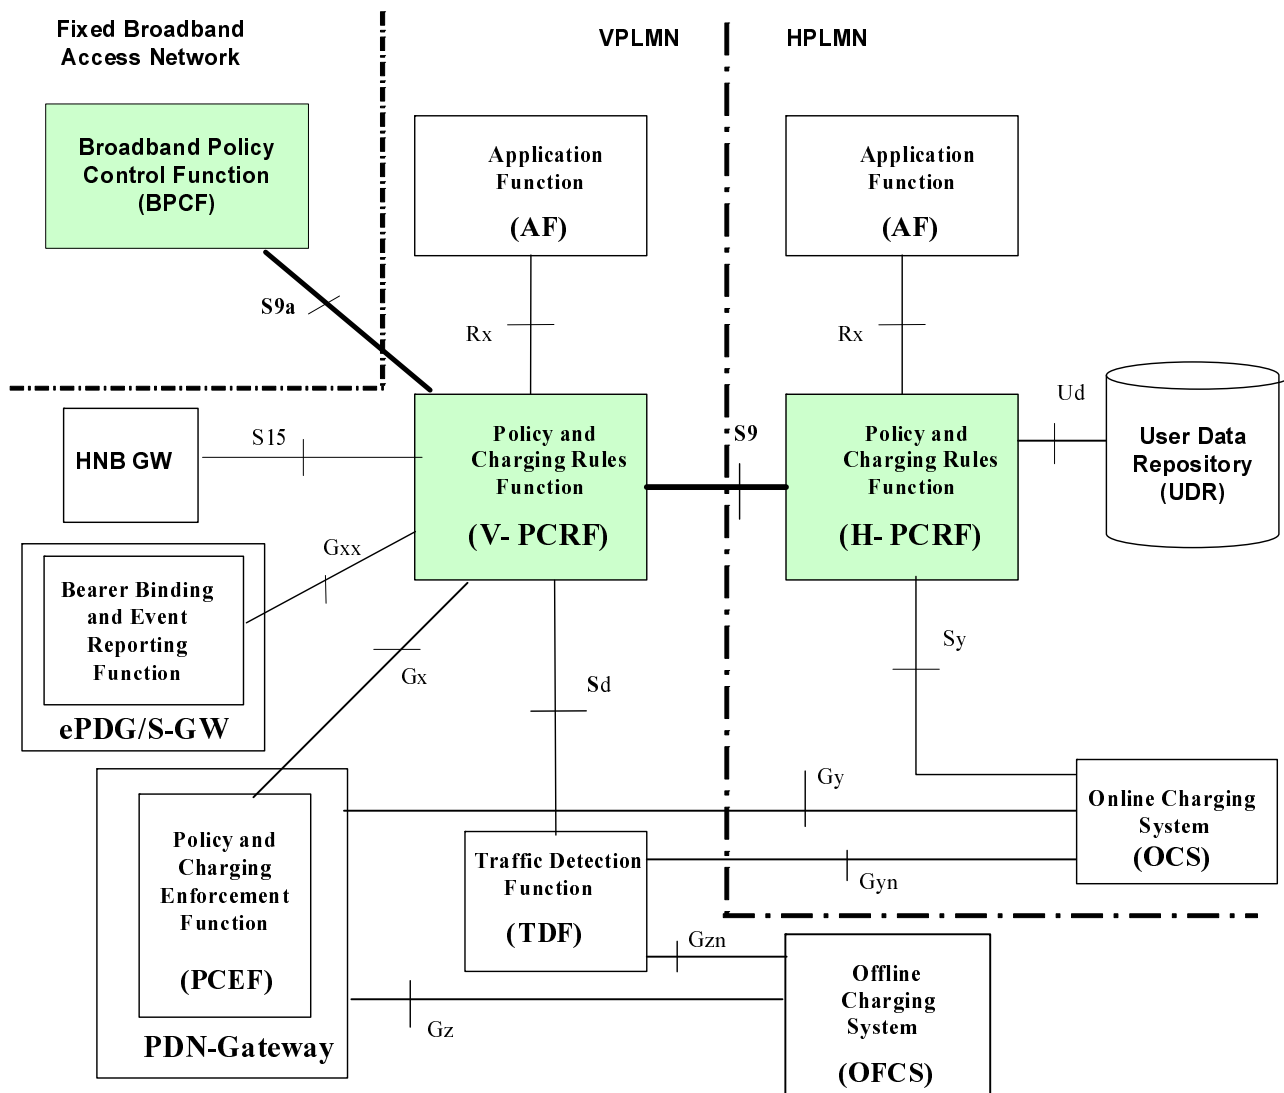 Fixed Broadband
Access Network
VPLMN
HPLMN
Broadband Policy
Control Function
(BPCF)
Application
Function
(AF)
Application
Function
(AF)
S9a
Rx
Rx
Ud
User Data
Repository
(UDR)
HNB GW
S15
Policy and
Charging Rules
Function
(V- PCRF)
S9
Policy and
Charging Rules
Function
(H- PCRF)
Gxx
Bearer Binding
and Event
Reporting
Function
ePDG/S-GW
Gx
Sd
Sy
Gy
Policy and
Charging
Enforcement
Function
(PCEF)
PDN-Gateway
Traffic Detection
Function
(TDF)
Gyn
Online Charging
System
(OCS)
Gzn
Gz
Offline
Charging
System
(OFCS)